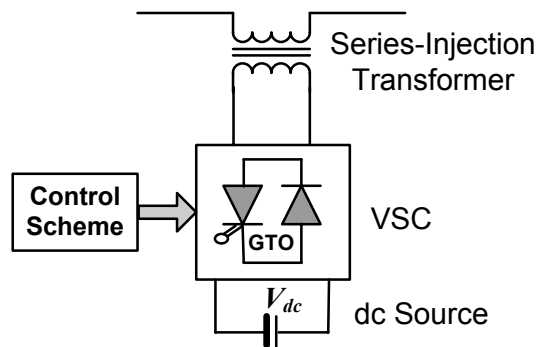 Series-Injection
Transformer
Control
Scheme
GTO
VSC
Vdc
dc Source